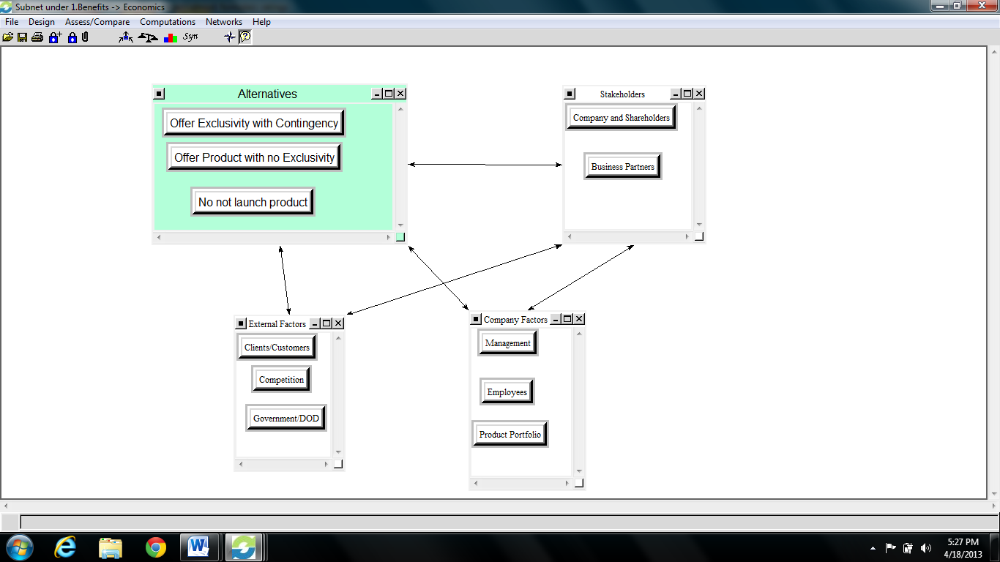 Subnet under 1.Benefits -> Economics
File Design Assess/Compare Computations Networks Help
Syn
Alternatives
Offer Exclusivity with Contingency
Offer Product with no Exclusivity
No not launch product
Stakeholders
Company and Shareholders
Business Partners
External Factors
Clients/Customers
Competition
Government/DOD
Company Factors
Management
Employees
Product Portfolio
5:27 PM
4/18/2013